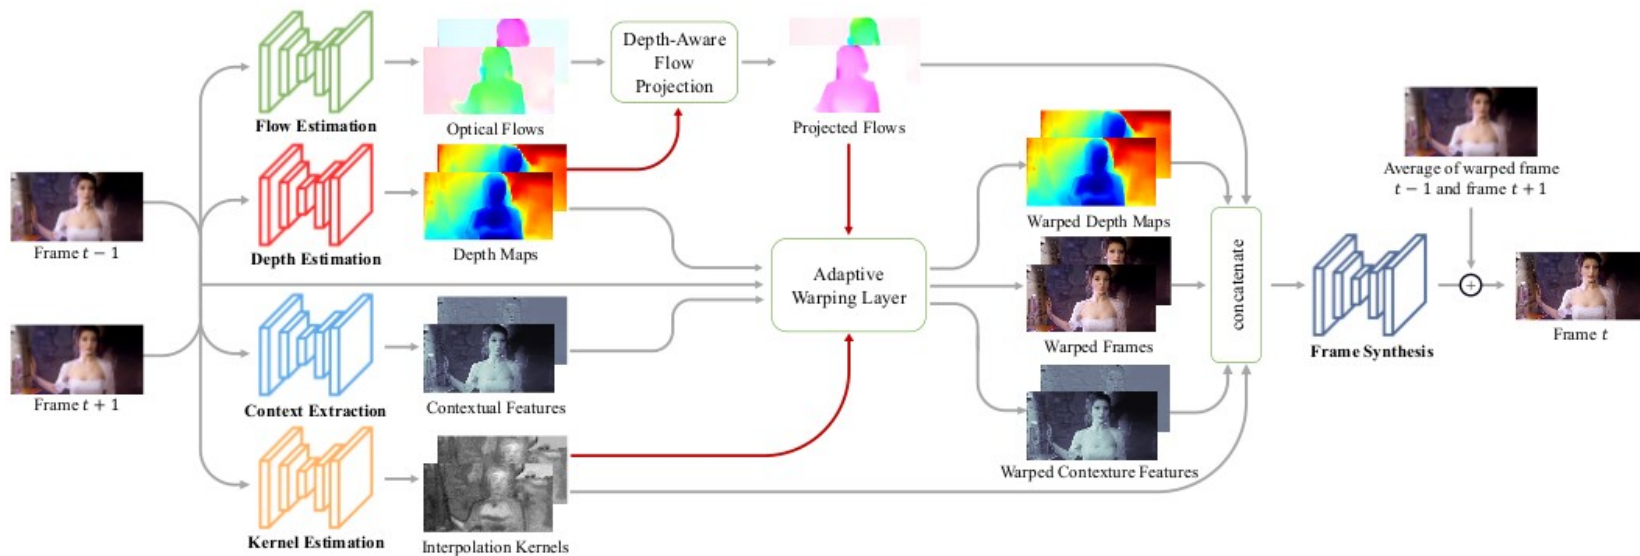 Flow Estimation
Optical Flows
Depth-Aware
Flow
Projection
Projected Flows
Frame t − 1
Depth Estimation
Depth Maps
Warped Depth Maps
Average of warped frame
t − 1 and frame t + 1
Adaptive
Warping Layer
concatenate
Frame t + 1
Context Extraction
Contextual Features
Warped Frames
Frame Synthesis
+
Frame t
Kernel Estimation
Interpolation Kernels
Warped Contexture Features